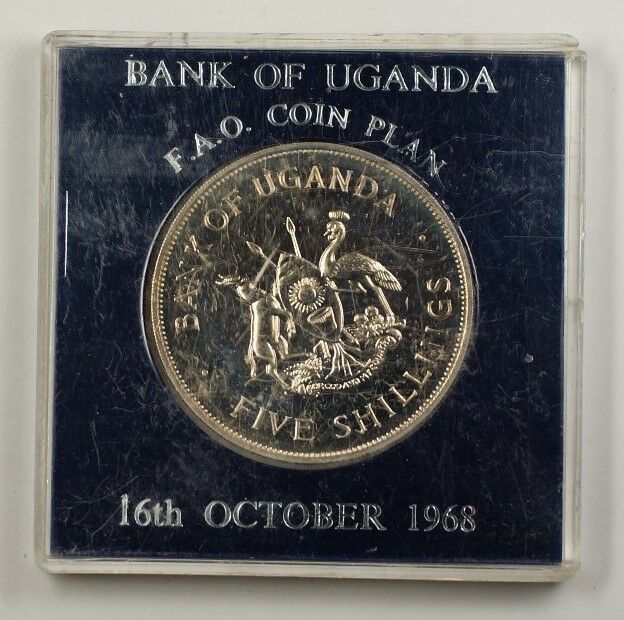 BANK OF UGANDA
F.A.O. COIN PLAN
BANK OF UGANDA
FIVE SHILLINGS
16th OCTOBER 1968